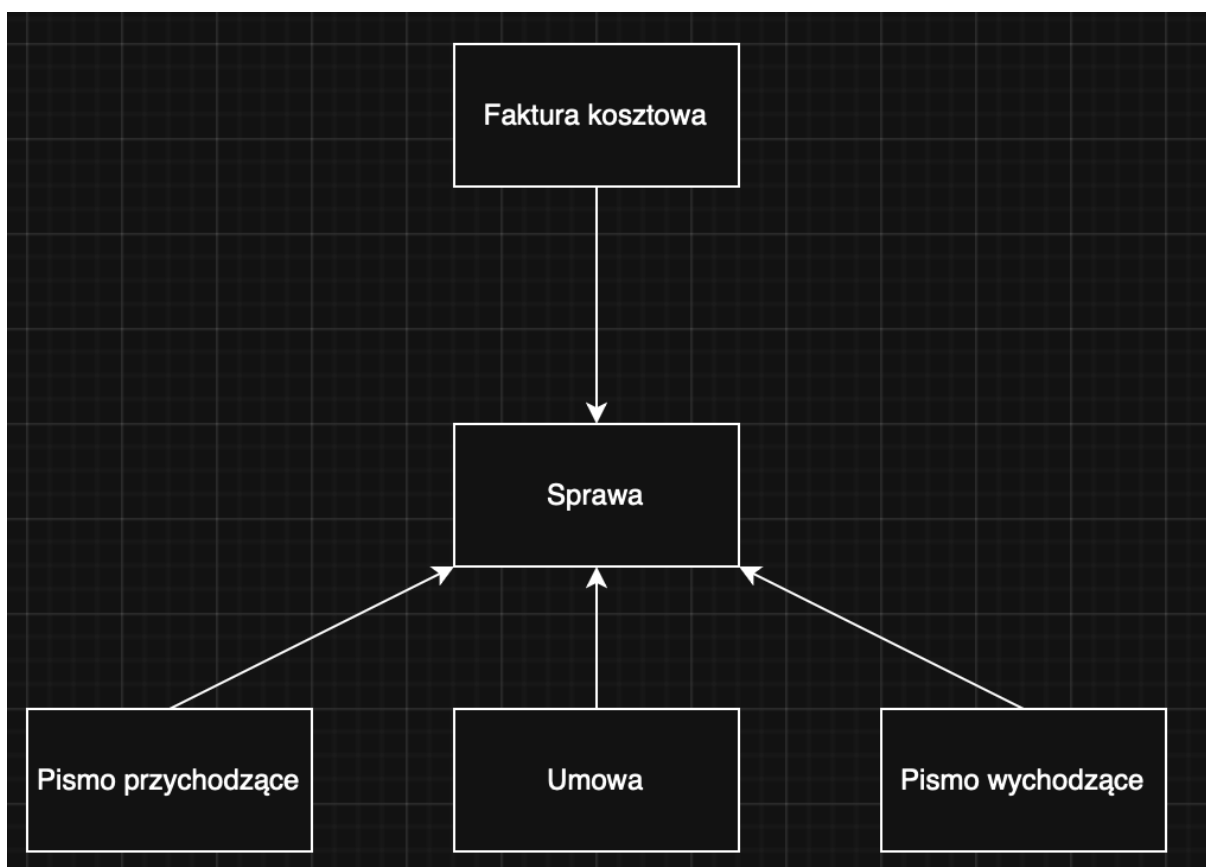 Faktura kosztowa
Sprawa
Pismo przychodzące
Umowa
Pismo wychodzące